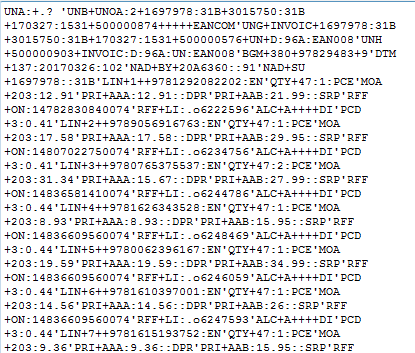 UNA:+.? 'UNB+UNOA:2+1697978:31B+3015750:31B
+170327:1531+500000874+++++EANCOM'UNG+INVOIC+1697978:31B
+3015750:31B+170327:1531+500000576+UN+D:96A:EAN008'UNH
+500000903+INVOIC:D:96A:UN:EAN008'BGM+380+97829483+9'DTM
+137:20170326:102'NAD+BY+20A6360::91'NAD+SU
+1697978::31B'LIN+1++9781292082202:EN'QTY+47:1:PCE'MOA
+203:12.91'PRI+AAA:12.91::DPR'PRI+AAB:21.99::SRP'RFF
+ON:14782830840074'RFF+LI:.o6222596'ALC+A++++DI'PCD
+3:0.41'LIN+2++9789056916763:EN'QTY+47:1:PCE'MOA
+203:17.58'PRI+AAA:17.58::DPR'PRI+AAB:29.95::SRP'RFF
+ON:14807022750074'RFF+LI:.o6234756'ALC+A++++DI'PCD
+3:0.41'LIN+3++9780765375537:EN'QTY+47:2:PCE'MOA
+203:31.34'PRI+AAA:15.67::DPR'PRI+AAB:27.99::SRP'RFF
+ON:14836581410074'RFF+LI:.o6244786'ALC+A++++DI'PCD
+3:0.44'LIN+4++9781626343528:EN'QTY+47:1:PCE'MOA
+203:8.93'PRI+AAA:8.93::DPR'PRI+AAB:15.95::SRP'RFF
+ON:14836609560074'RFF+LI:.o6248469'ALC+A++++DI'PCD
+3:0.44'LIN+5++9780062396167:EN'QTY+47:1:PCE'MOA
+203:19.59'PRI+AAA:19.59::DPR'PRI+AAB:34.99::SRP'RFF
+ON:14836609560074'RFF+LI:.o6246059'ALC+A++++DI'PCD
+3:0.44'LIN+6++9781610397001:EN'QTY+47:1:PCE'MOA
+203:14.56'PRI+AAA:14.56::DPR'PRI+AAB:26::SRP'RFF
+ON:14836609560074'RFF+LI:.o6247593'ALC+A++++DI'PCD
+3:0.44'LIN+7++9781615193752:EN'QTY+47:1:PCE'MOA
+203:9.36'PRI+AAA:9.36::DPR'PRI+AAB:15.95::SRP'RFF